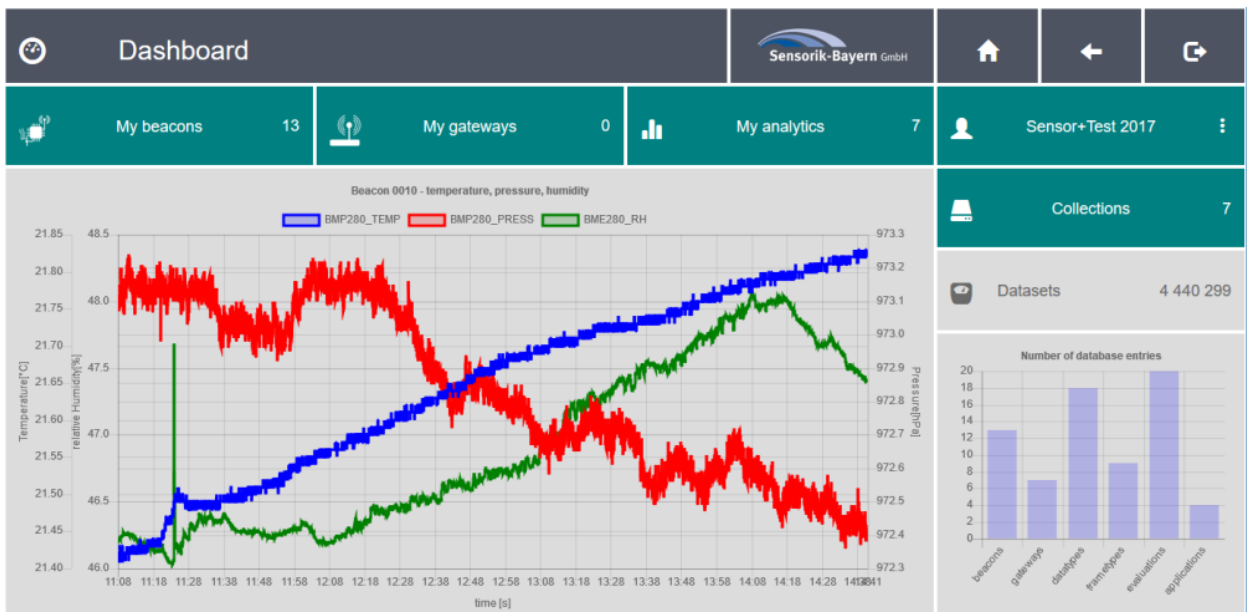 Dashboard
Sensorik-Bayern GmbH
My beacons 13
My gateways 0
My analytics 7
Sensor+Test 2017
Collections 7
Datasets 4 440 299
Beacon 0010 - temperature, pressure, humidity
BMP280_TEMP BMP280_PRESS BME280_RH
Temperature[°C]
21.85
21.80
21.75
21.70
21.65
21.60
21.55
21.50
21.45
21.40
relative Humidity[%]
48.5
48.0
47.5
47.0
46.5
46.0
973.3
973.2
973.1
973.0
972.9
972.8
972.7
972.6
972.5
972.4
972.3
Pressure[hPa]
11:08 11:18 11:28 11:38 11:48 11:58 12:08 12:18 12:28 12:38 12:48 12:58 13:08 13:18 13:28 13:38 13:48 13:58 14:08 14:18 14:28 14:41
time [s]
Number of database entries
20
18
16
14
12
10
8
6
4
2
0
beacons gateways datatypes frametypes evaluations applications